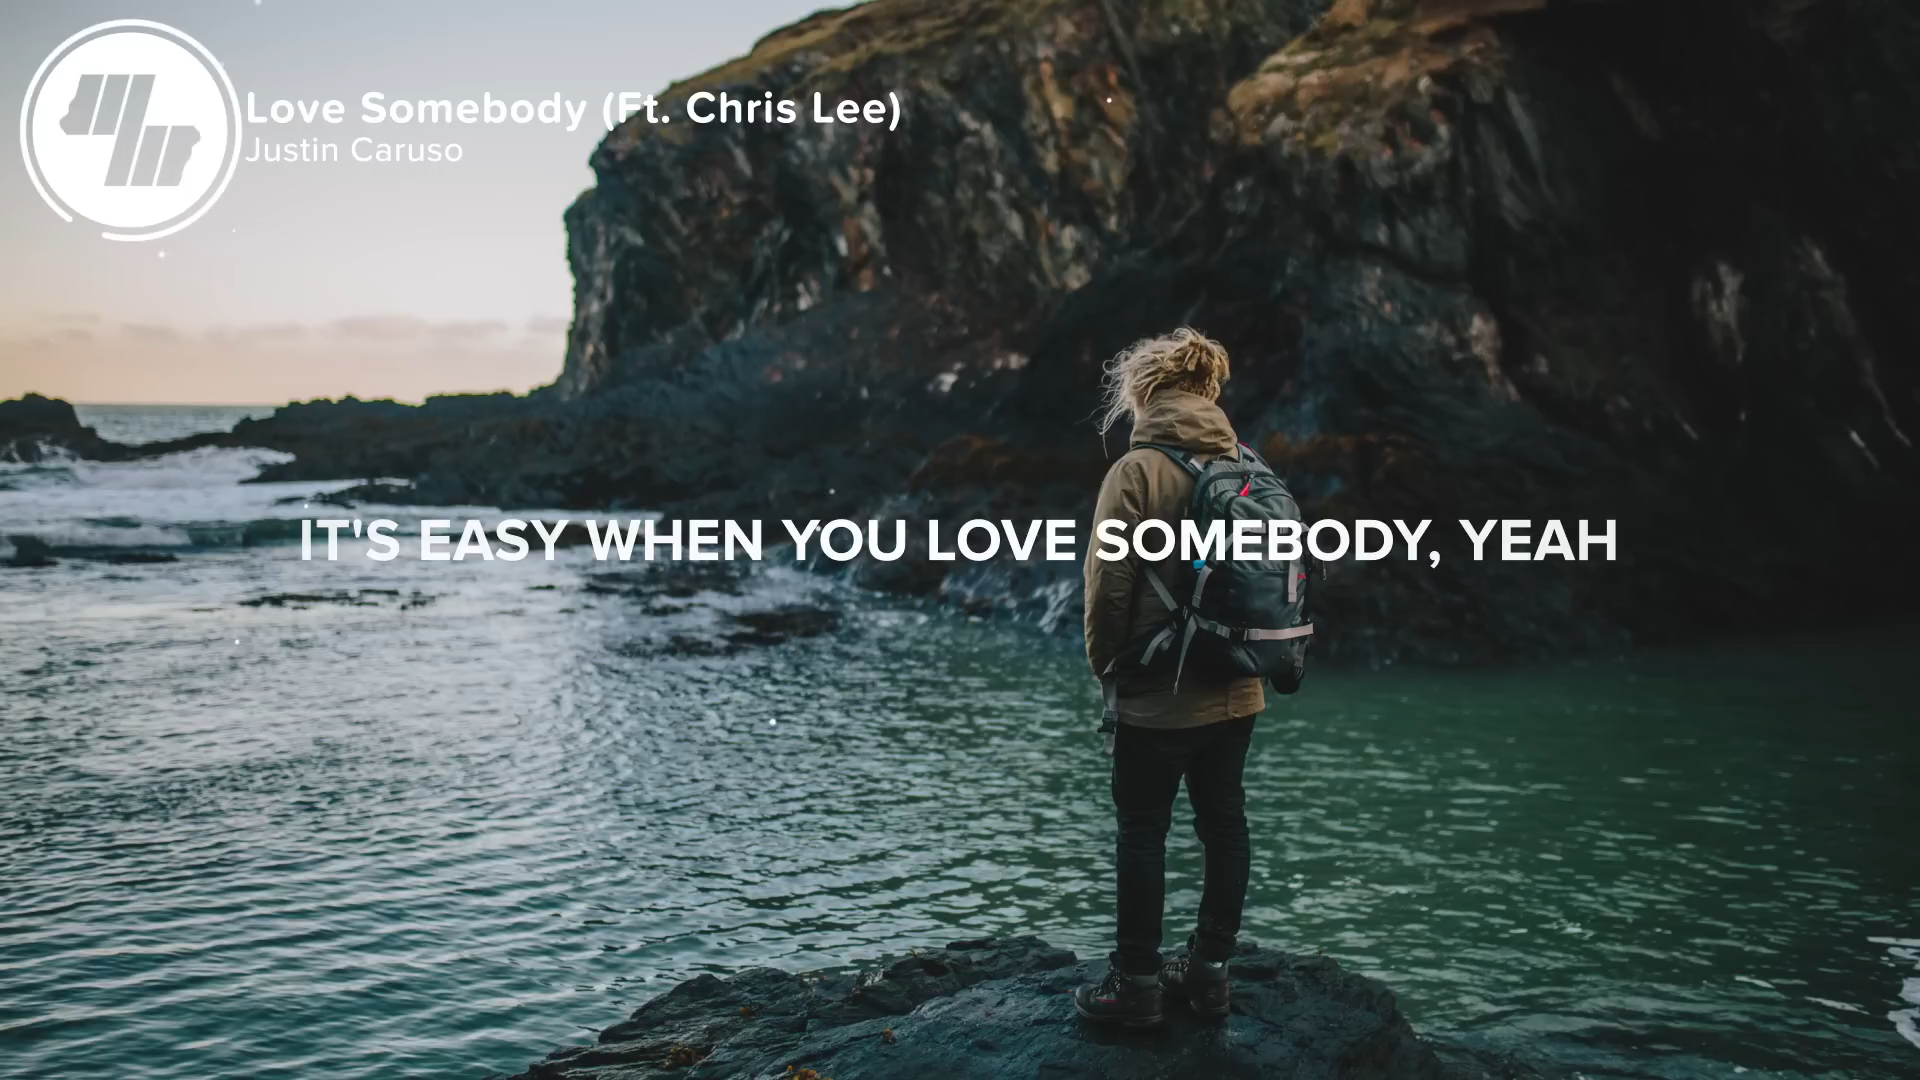 Love Somebody (Ft. Chris Lee)
Justin Caruso
IT'S EASY WHEN YOU LOVE SOMEBODY, YEAH